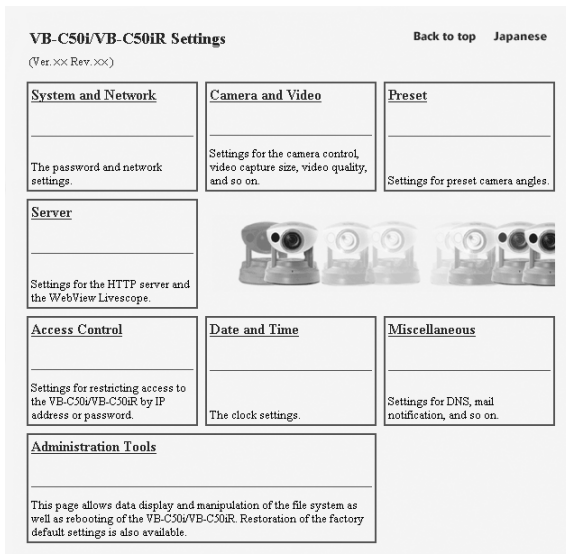 VB-C50i/VB-C50iR Settings
Back to top Japanese
(Ver.×× Rev.××)
System and Network
The password and network
settings.
Camera and Video
Settings for the camera control,
video capture size, video quality,
and so on.
Preset
Settings for preset camera angles.
Server
Settings for the HTTP server and
the WebView Livescope.
Access Control
Settings for restricting access to
the VB-C50i/VB-C50iR by IP
address or password.
Date and Time
The clock settings.
Miscellaneous
Settings for DNS, mail
notification, and so on.
Administration Tools
This page allows data display and manipulation of the file system as
well as rebooting of the VB-C50i/VB-C50iR. Restoration of the factory
default settings is also available.